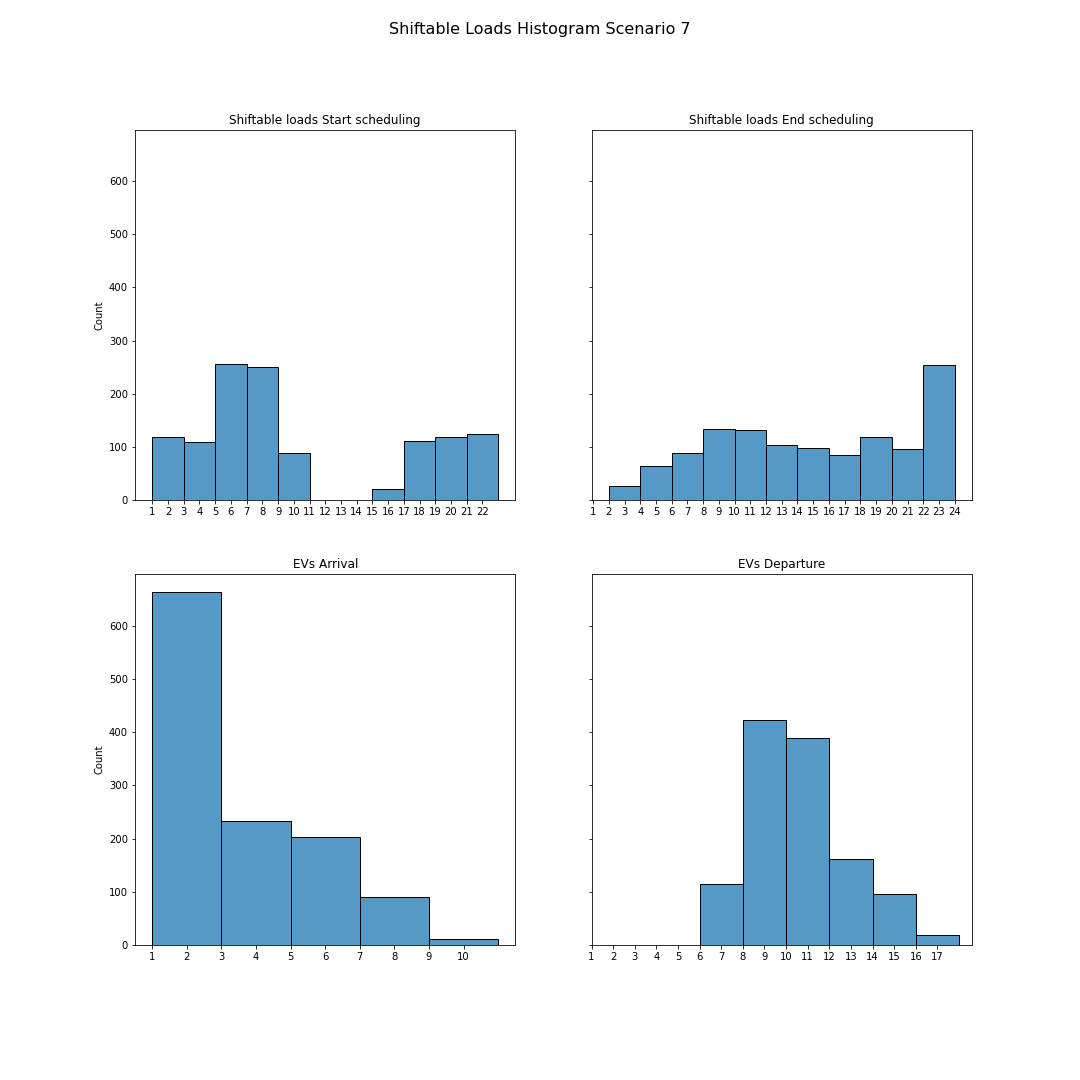 Shiftable Loads Histogram Scenario 7
Shiftable loads Start scheduling
Count
600
500
400
300
200
100
0
1 2 3 4 5 6 7 8 9 10 11 12 13 14 15 16 17 18 19 20 21 22
Shiftable loads End scheduling
1 2 3 4 5 6 7 8 9 10 11 12 13 14 15 16 17 18 19 20 21 22 23 24
EVs Arrival
Count
600
500
400
300
200
100
0
1 2 3 4 5 6 7 8 9 10
EVs Departure
1 2 3 4 5 6 7 8 9 10 11 12 13 14 15 16 17